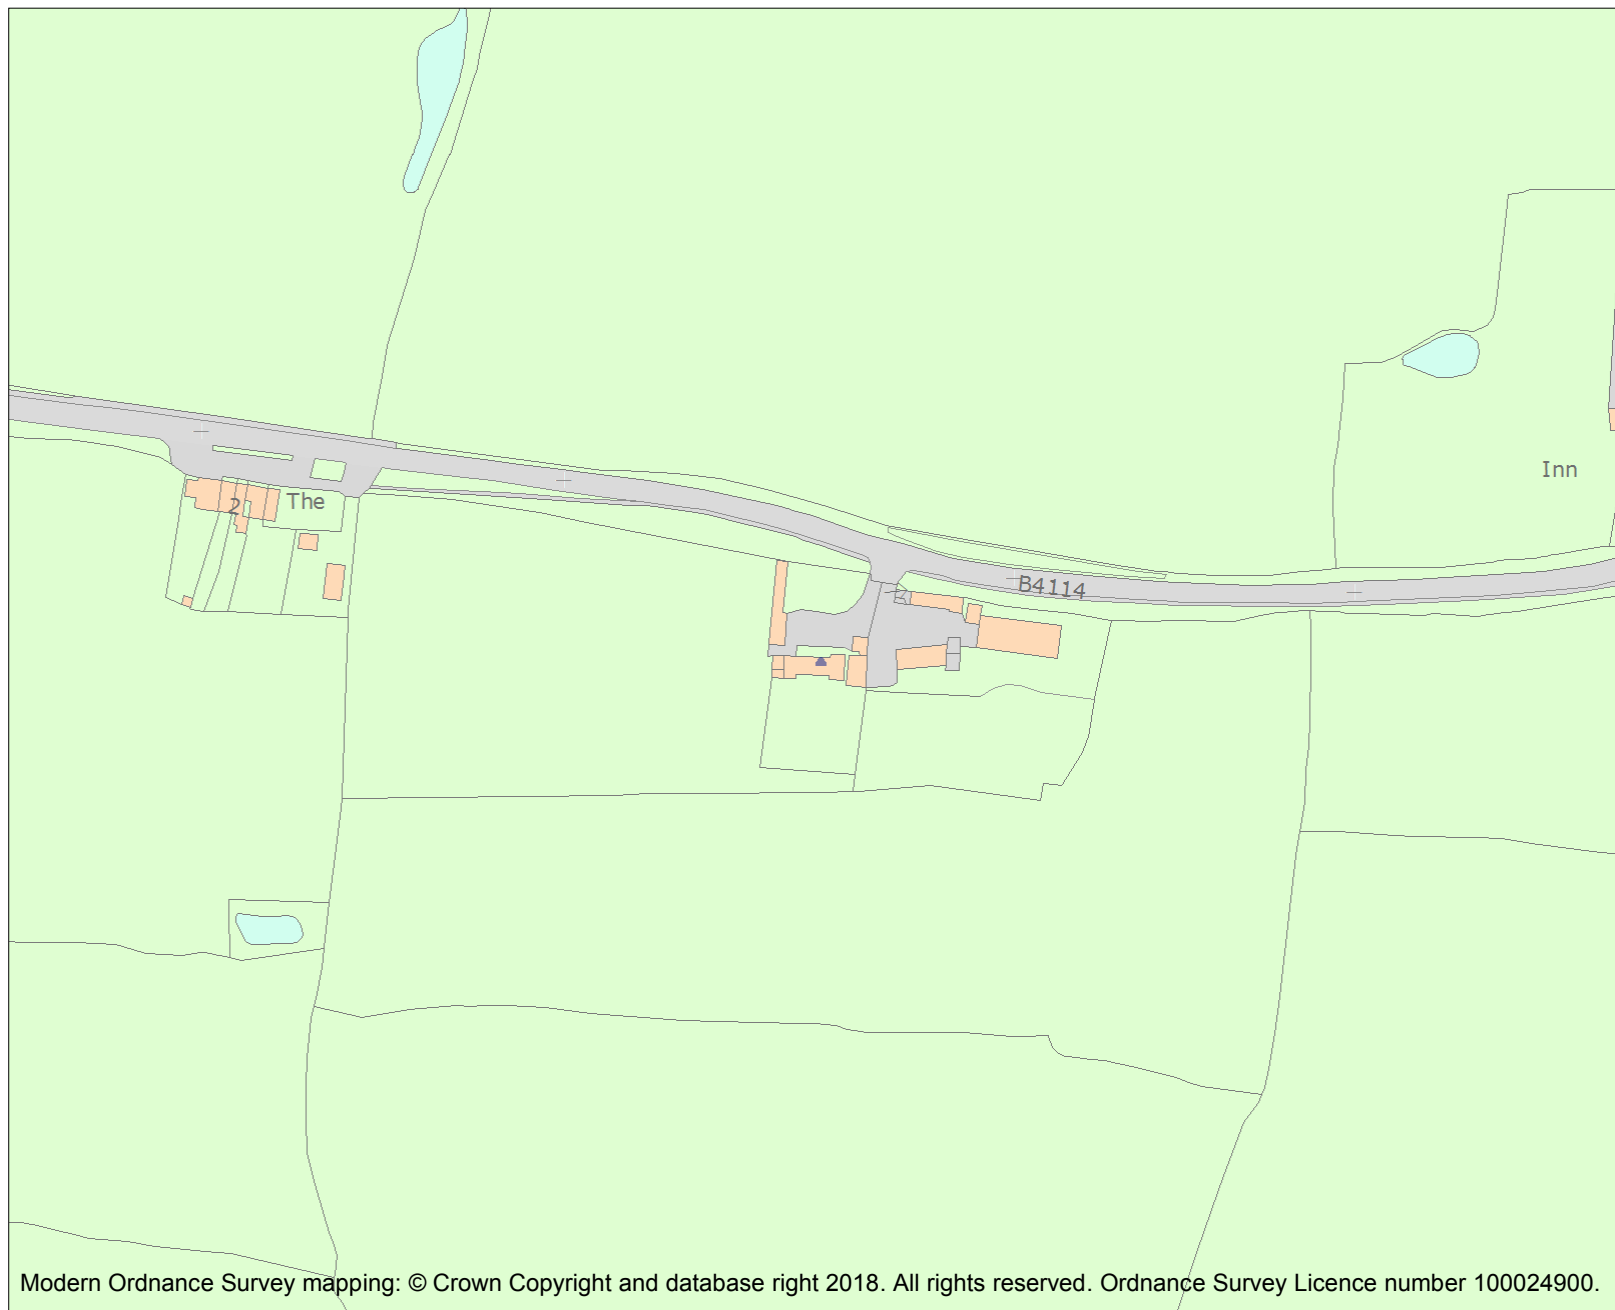 Inn
2
The
B4114
Modern Ordnance Survey mapping: © Crown Copyright and database right 2018. All rights reserved. Ordnance Survey Licence number 100024900.